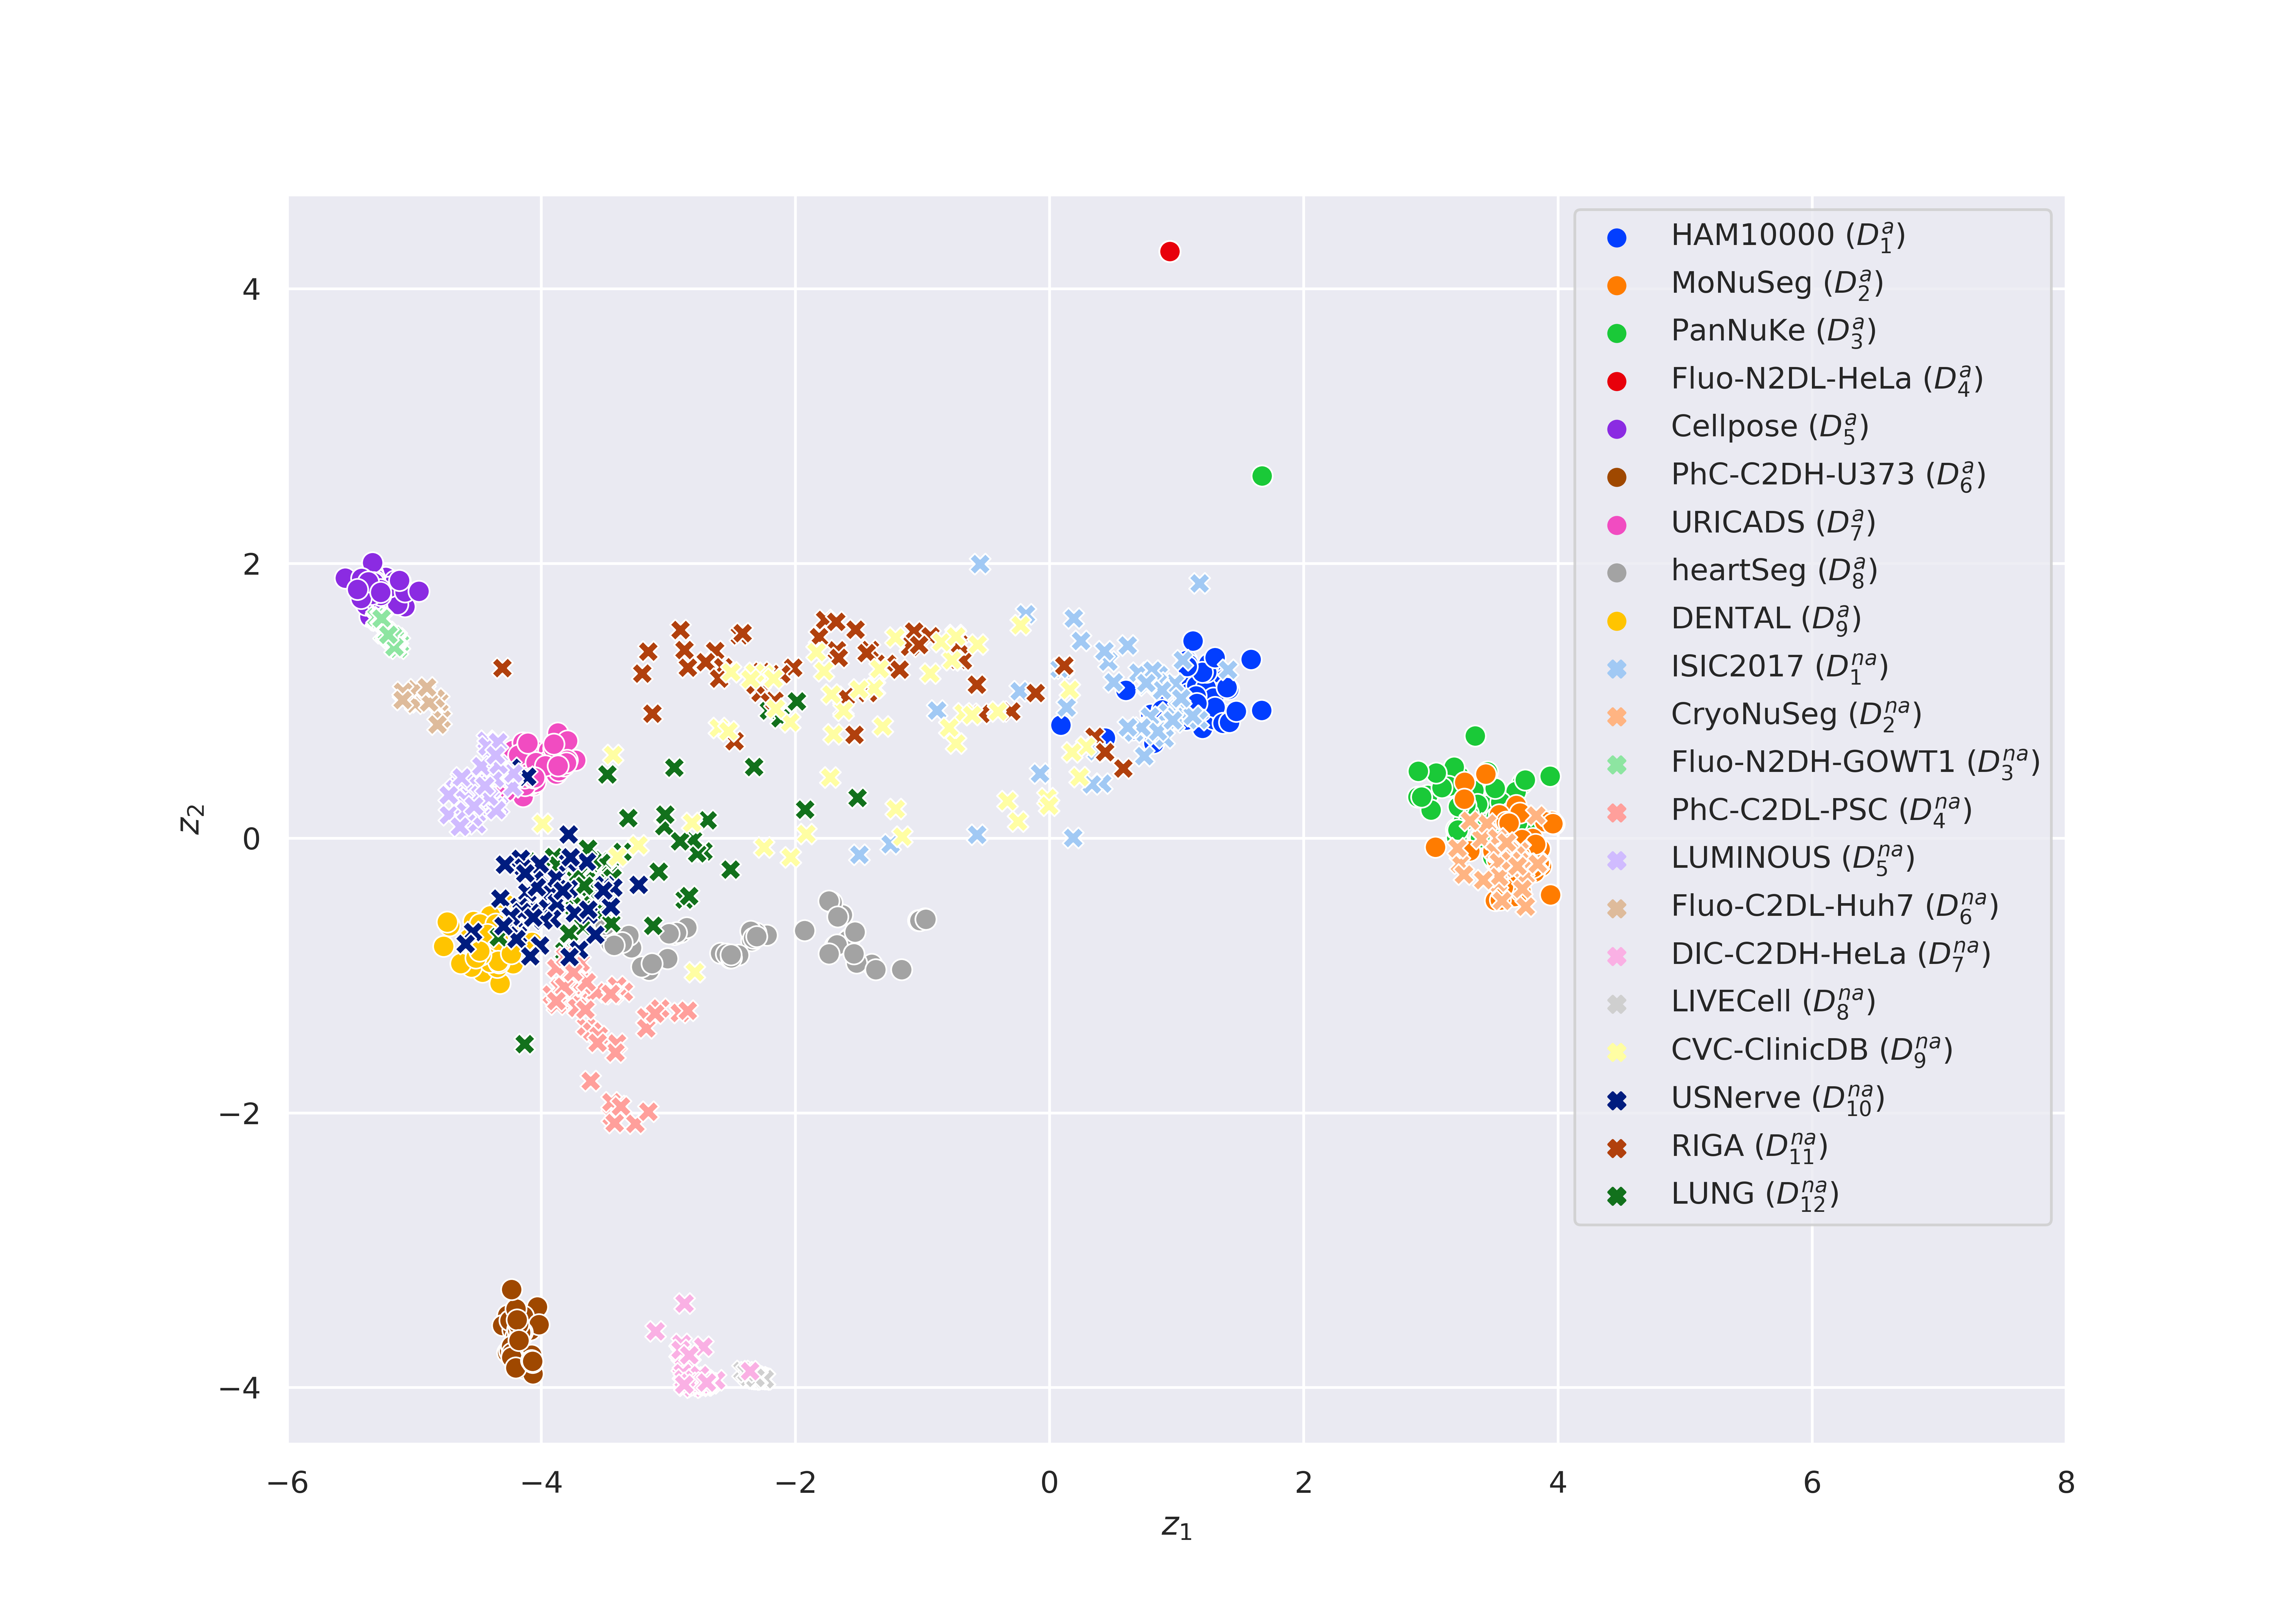 HAM10000 (D₁ᵃ)
MoNuSeg (D₂ᵃ)
PanNuKe (D₃ᵃ)
Fluo-N2DL-HeLa (D₄ᵃ)
Cellpose (D₅ᵃ)
PhC-C2DH-U373 (D₆ᵃ)
URICADS (D₇ᵃ)
heartSeg (D₈ᵃ)
DENTAL (D₉ᵃ)
ISIC2017 (D₁ⁿᵃ)
CryoNuSeg (D₂ⁿᵃ)
Fluo-N2DH-GOWT1 (D₃ⁿᵃ)
PhC-C2DL-PSC (D₄ⁿᵃ)
LUMINOUS (D₅ⁿᵃ)
Fluo-C2DL-Huh7 (D₆ⁿᵃ)
DIC-C2DH-HeLa (D₇ⁿᵃ)
LIVECell (D₈ⁿᵃ)
CVC-ClinicDB (D₉ⁿᵃ)
USNerve (D₁₀ⁿᵃ)
RIGA (D₁₁ⁿᵃ)
LUNG (D₁₂ⁿᵃ)
4
2
0
−2
−4
z₂
−6 −4 −2 0 2 4 6 8
z₁